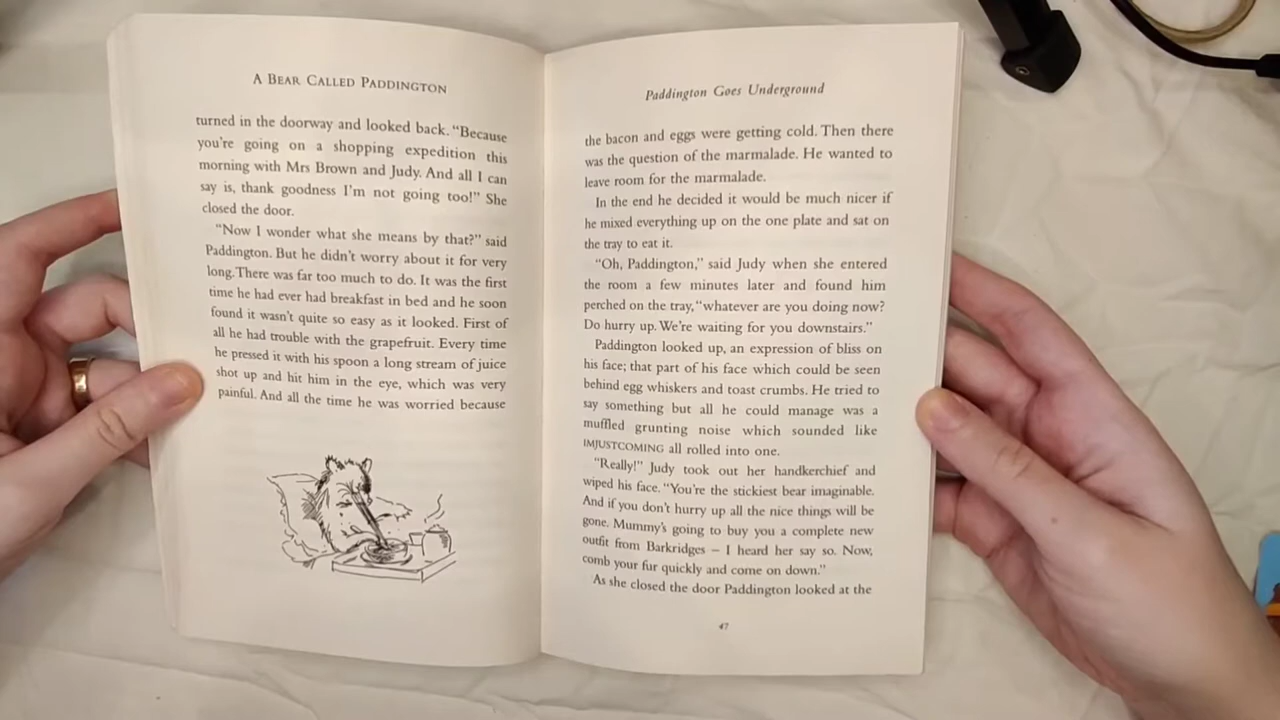 A BEAR CALLED PADDINGTON
turned in the doorway and looked back. “Because
you’re going on a shopping expedition this
morning with Mrs Brown and Judy. And all I can
say is, thank goodness I’m not going too!” She
closed the door.
“Now I wonder what she means by that?” said
Paddington. But he didn’t worry about it for very
long. There was far too much to do. It was the first
time he had ever had breakfast in bed and he soon
found it wasn’t quite so easy as it looked. First of
all he had trouble with the grapefruit. Every time
he pressed it with his spoon a long stream of juice
shot up and hit him in the eye, which was very
painful. And all the time he was worried because
Paddington Goes Underground
the bacon and eggs were getting cold. Then there
was the question of the marmalade. He wanted to
leave room for the marmalade.
In the end he decided it would be much nicer if
he mixed everything up on the one plate and sat on
the tray to eat it.
“Oh, Paddington,” said Judy when she entered
the room a few minutes later and found him
perched on the tray, “whatever are you doing now?
Do hurry up. We’re waiting for you downstairs.”
Paddington looked up, an expression of bliss on
his face; that part of his face which could be seen
behind egg whiskers and toast crumbs. He tried to
say something but all he could manage was a
muffled grunting noise which sounded like
IMJUSTCOMING all rolled into one.
“Really!” Judy took out her handkerchief and
wiped his face. “You’re the stickiest bear imaginable.
And if you don’t hurry up all the nice things will be
gone. Mummy’s going to buy you a complete new
outfit from Barkridges – I heard her say so. Now,
comb your fur quickly and come on down.”
As she closed the door Paddington looked at the
47